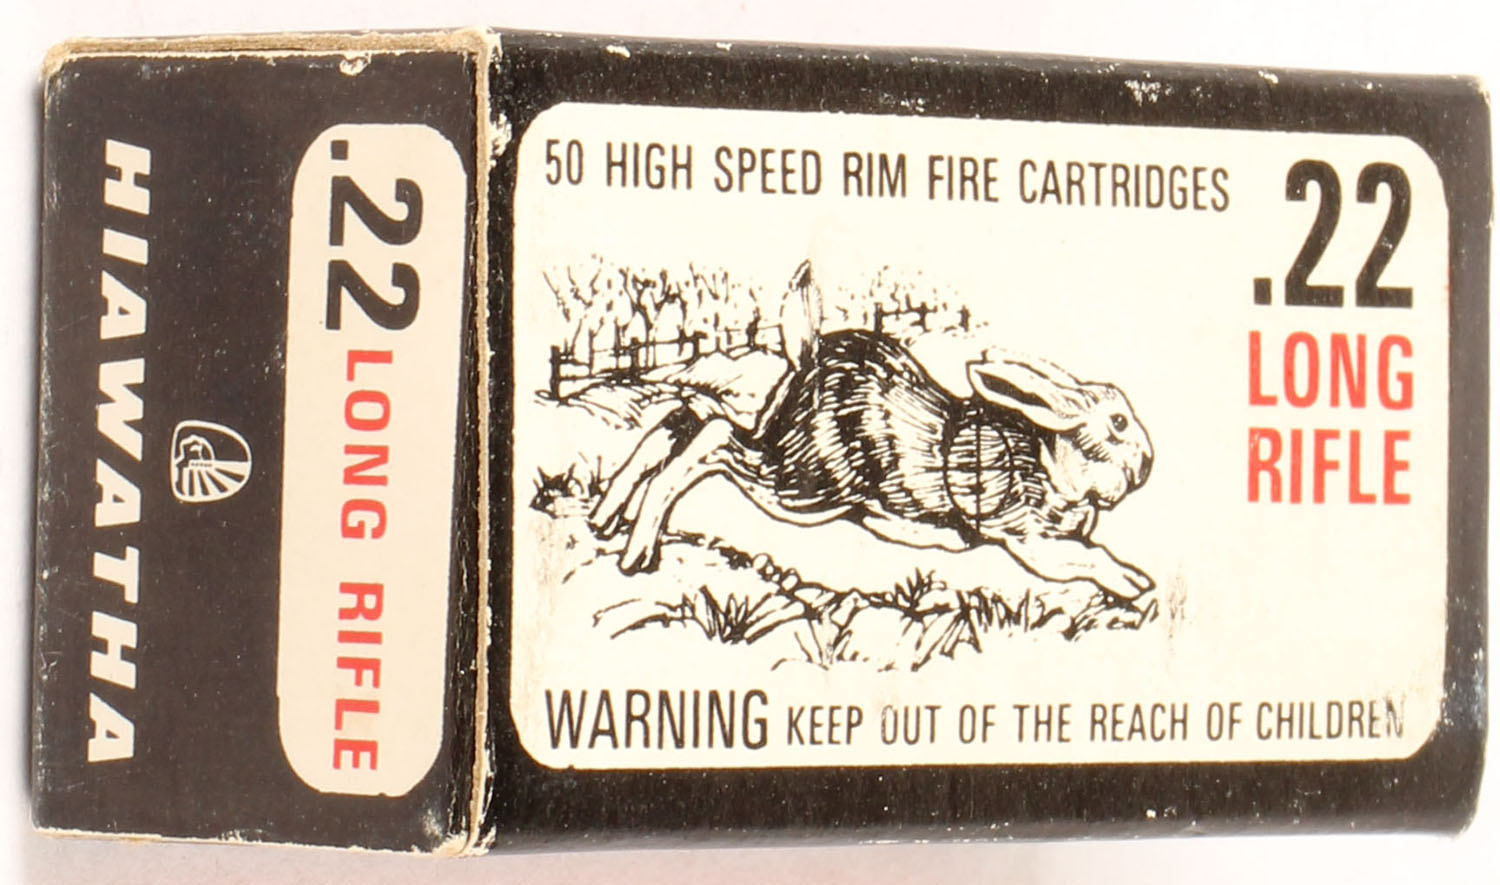 HIAWATHA
.22 LONG RIFLE
50 HIGH SPEED RIM FIRE CARTRIDGES
.22
LONG
RIFLE
WARNING KEEP OUT OF THE REACH OF CHILDREN